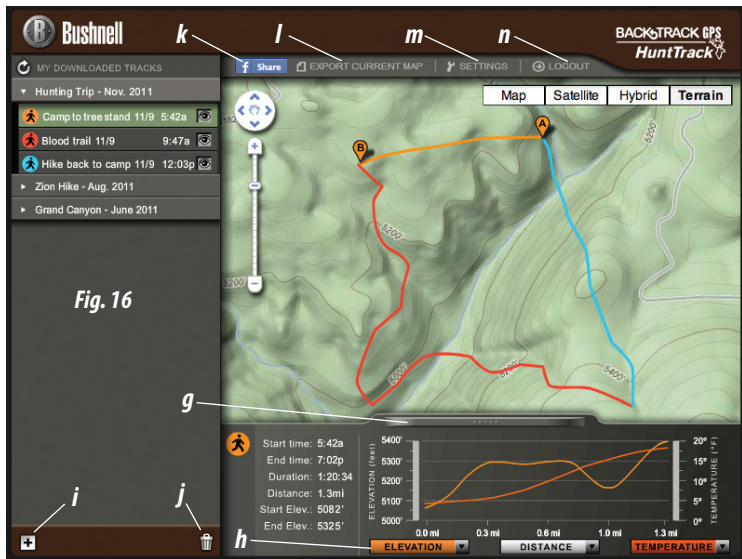 Bushnell
BACKTRACK GPS
HuntTrack
k
l
m
n
MY DOWNLOADED TRACKS
f Share
EXPORT CURRENT MAP
SETTINGS
LOGOUT
Hunting Trip - Nov. 2011
Camp to tree stand 11/9 5:42a
Blood trail 11/9 9:47a
Hike back to camp 11/9 12:03p
Zion Hike - Aug. 2011
Grand Canyon - June 2011
Map
Satellite
Hybrid
Terrain
A
B
5200'
5200'
5200'
5000'
5200'
5400'
Fig. 16
g
Start time: 5:42a
End time: 7:02p
Duration: 1:20:34
Distance: 1.3mi
Start Elev.: 5082'
End Elev.: 5325'
ELEVATION (feet)
5400'
5300'
5200'
5100'
5000'
20°
15°
10°
5°
0°
TEMPERATURE (°F)
0.0 mi 0.3 mi 0.6 mi 1.0 mi 1.3 mi
i
j
h
ELEVATION
DISTANCE
TEMPERATURE